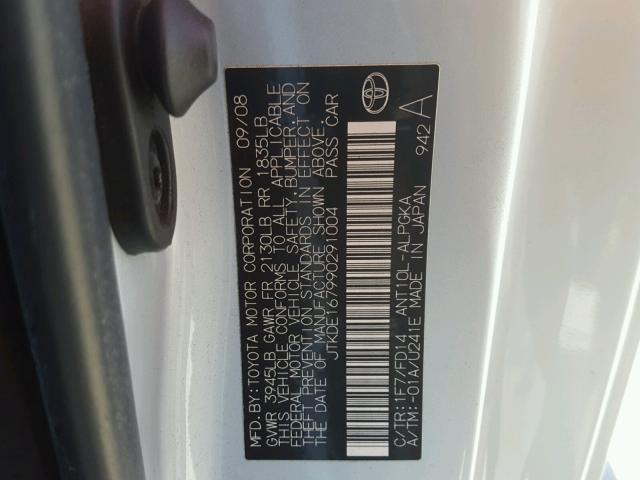 MFD.BY:TOYOTA MOTOR CORPORATION 09/08
GVWR 3945LB GAWR FR 2130LB RR 1835LB
THIS VEHICLE CONFORMS TO ALL APPLICABLE
FEDERAL MOTOR VEHICLE SAFETY, BUMPER, AND
THEFT PREVENTION STANDARDS IN EFFECT ON
THE DATE OF MANUFACTURE SHOWN ABOVE.
JTKDE167990291004 PASS.CAR
C/TR:1F7/FD14 ANT10L-ALPGKA
A/TM:-01A/U241E MADE IN JAPAN 942 A